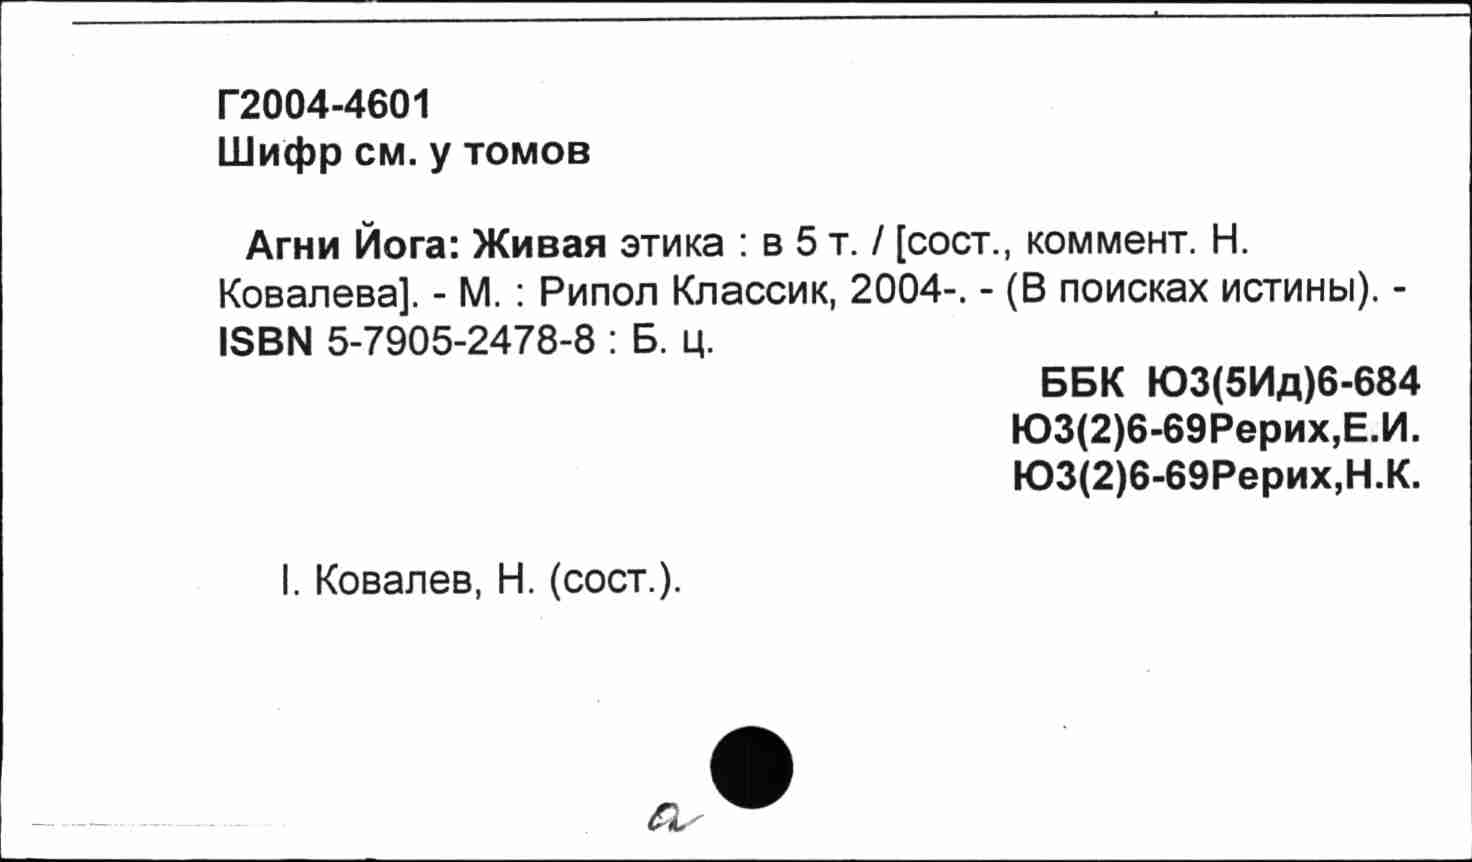 Г2004-4601
Шифр см. у томов
Агни Йога: Живая этика : в 5 т. / [сост., коммент. Н.
Ковалева]. - М. : Рипол Классик, 2004-. - (В поисках истины). -
ISBN 5-7905-2478-8 : Б. ц.
ББК Ю3(5Ид)6-684
Ю3(2)6-69Рерих,Е.И.
Ю3(2)6-69Рерих,Н.К.
I. Ковалев, Н. (сост.).
а